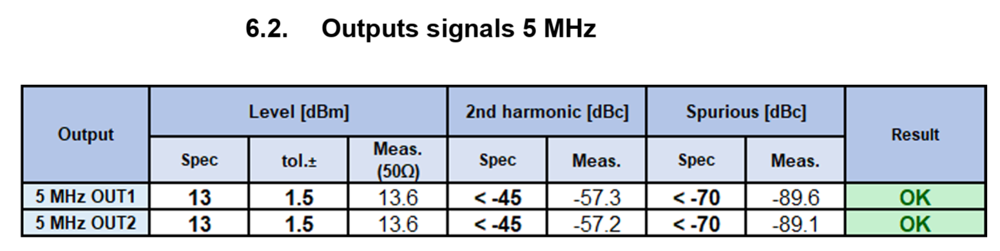 6.2. Outputs signals 5 MHz
Output Level [dBm] 2nd harmonic [dBc] Spurious [dBc] Result
Spec tol.± Meas. (50Ω) Spec Meas. Spec Meas.
5 MHz OUT1 13 1.5 13.6 < -45 -57.3 < -70 -89.6 OK
5 MHz OUT2 13 1.5 13.6 < -45 -57.2 < -70 -89.1 OK